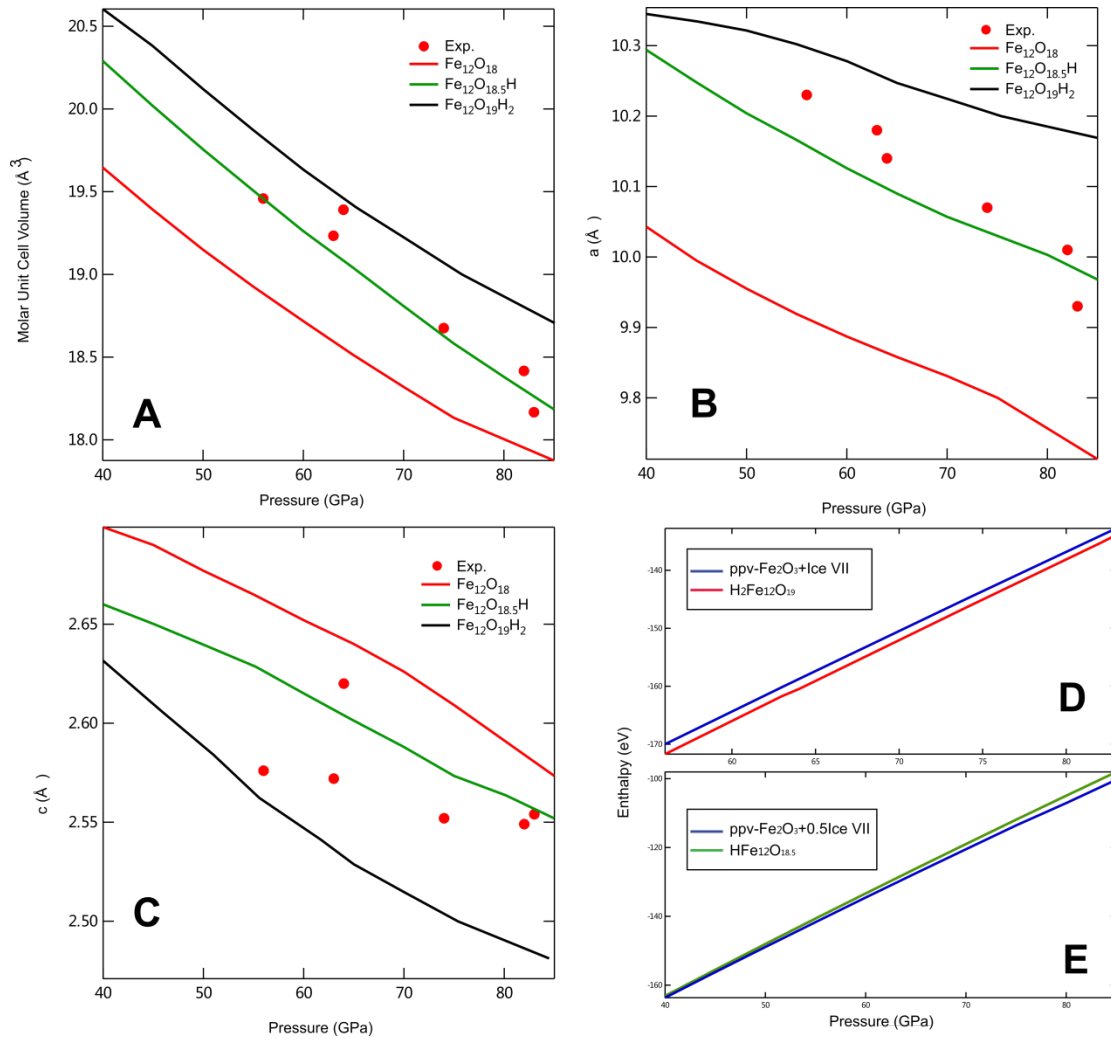 20.5
20.0
19.5
19.0
18.5
18.0
Molar Unit Cell Volume (Å³)
Exp.
Fe₁₂O₁₈
Fe₁₂O₁₈.₅H
Fe₁₂O₁₉H₂
A
40 50 60 70 80
Pressure (GPa)
10.3
10.2
10.1
10.0
9.9
9.8
a (Å)
Exp.
Fe₁₂O₁₈
Fe₁₂O₁₈.₅H
Fe₁₂O₁₉H₂
B
40 50 60 70 80
Pressure (GPa)
2.65
2.60
2.55
2.50
c (Å)
Exp.
Fe₁₂O₁₈
Fe₁₂O₁₈.₅H
Fe₁₂O₁₉H₂
C
40 50 60 70 80
Pressure (GPa)
-140
-150
-160
-170
ppv-Fe₂O₃+Ice VII
H₂Fe₁₂O₁₉
D
60 65 70 75 80
Enthalpy (eV)
-100
-120
-140
-160
ppv-Fe₂O₃+0.5Ice VII
HFe₁₂O₁₈.₅
E
40 50 60 70 80
Pressure (GPa)